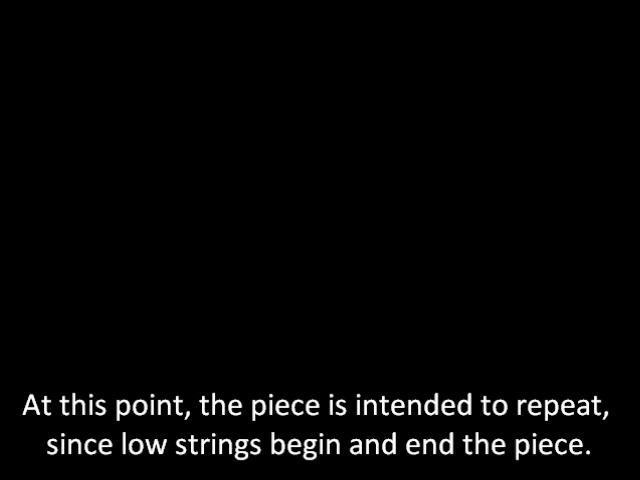 At this point, the piece is intended to repeat,
since low strings begin and end the piece.